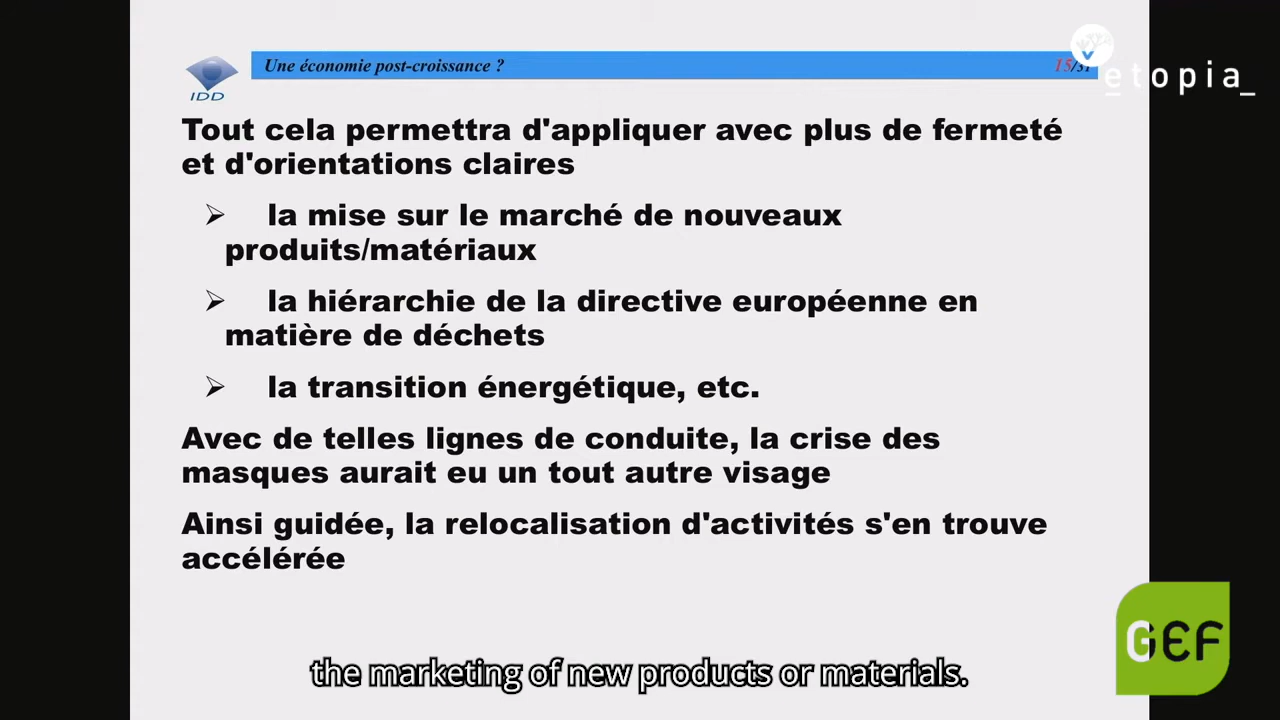 Une économie post-croissance ?
15/31
etopia_
IDD
Tout cela permettra d'appliquer avec plus de fermeté
et d'orientations claires
➢ la mise sur le marché de nouveaux
produits/matériaux
➢ la hiérarchie de la directive européenne en
matière de déchets
➢ la transition énergétique, etc.
Avec de telles lignes de conduite, la crise des
masques aurait eu un tout autre visage
Ainsi guidée, la relocalisation d'activités s'en trouve
accélérée
GEF
the marketing of new products or materials.